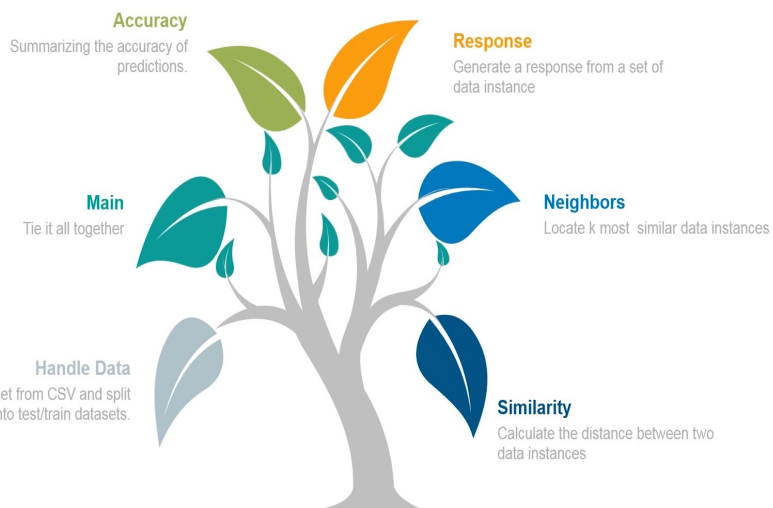 Accuracy
Summarizing the accuracy of
predictions.
Response
Generate a response from a set of
data instance
Main
Tie it all together
Neighbors
Locate k most similar data instances
Handle Data
from CSV and split
test/train datasets.
Similarity
Calculate the distance between two
data instances